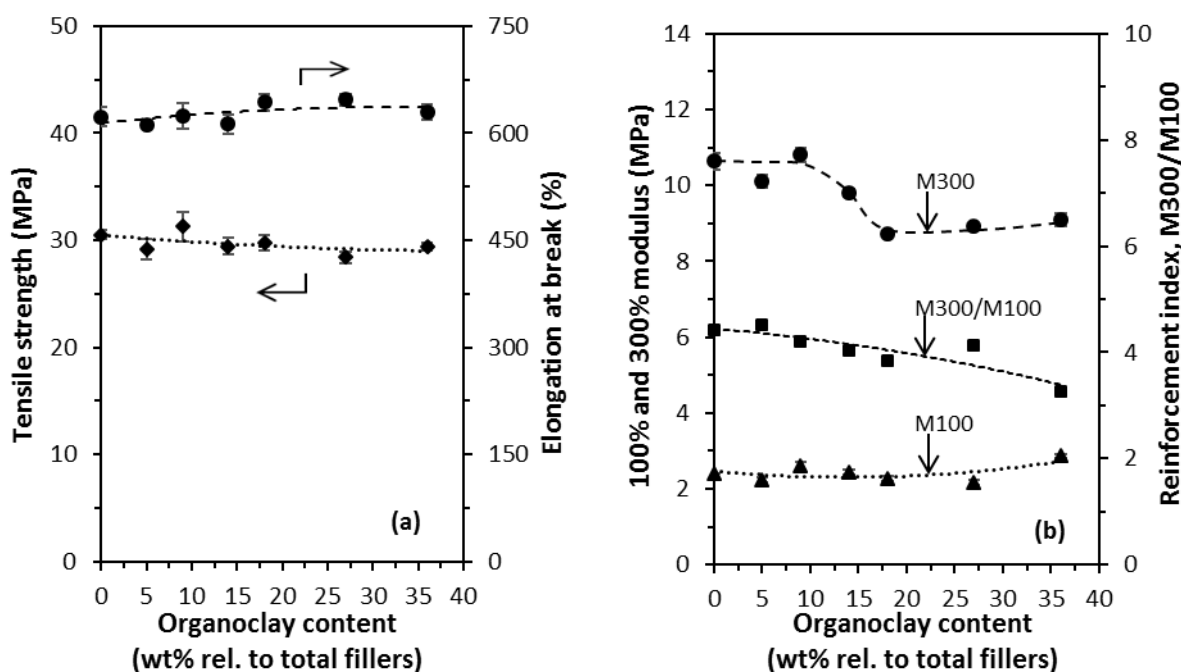 Tensile strength (MPa)
50
40
30
20
10
0
750
600
450
300
150
0
Elongation at break (%)
(a)
0 5 10 15 20 25 30 35 40
Organoclay content
(wt% rel. to total fillers)
100% and 300% modulus (MPa)
14
12
10
8
6
4
2
0
M300
M300/M100
M100
10
8
6
4
2
0
Reinforcement index, M300/M100
(b)
0 5 10 15 20 25 30 35 40
Organoclay content
(wt% rel. to total fillers)